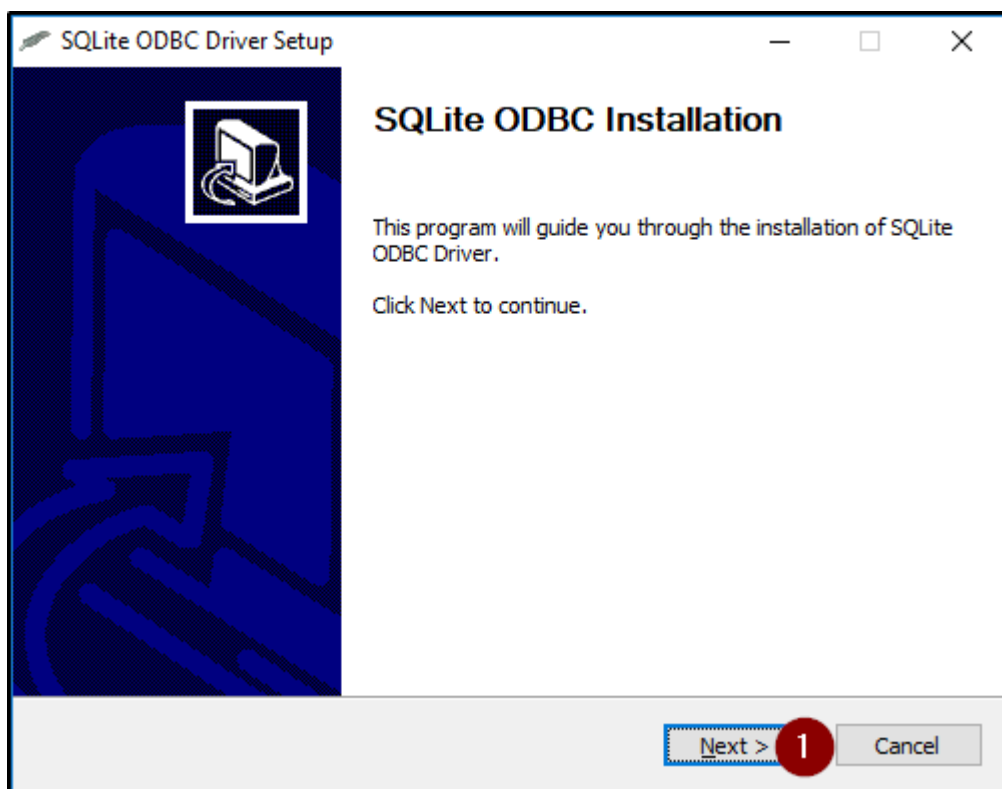 SQLite ODBC Driver Setup
SQLite ODBC Installation
This program will guide you through the installation of SQLite
ODBC Driver.
Click Next to continue.
Next > 1 Cancel